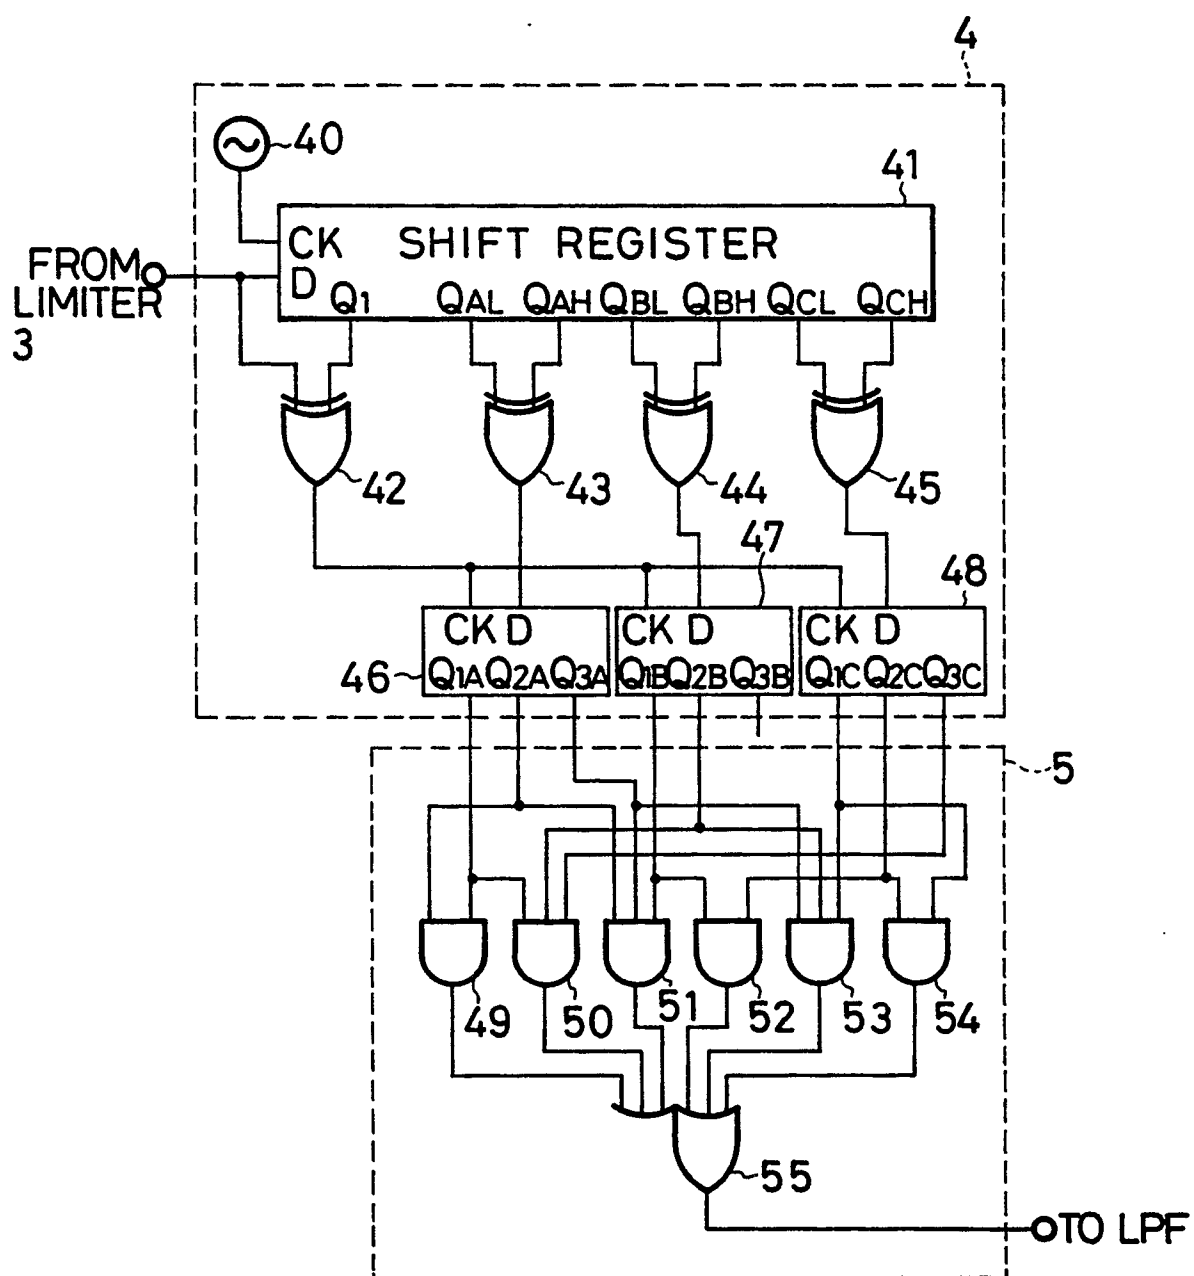 4
40
41
CK SHIFT REGISTER
FROM
LIMITER
3
D
Q1 QAL QAH QBL QBH QCL QCH
42 43 44 45
47
48
CK D CK D CK D
46 Q1A Q2A Q3A Q1B Q2B Q3B Q1C Q2C Q3C
5
49 50 51 52 53 54
55
TO LPF